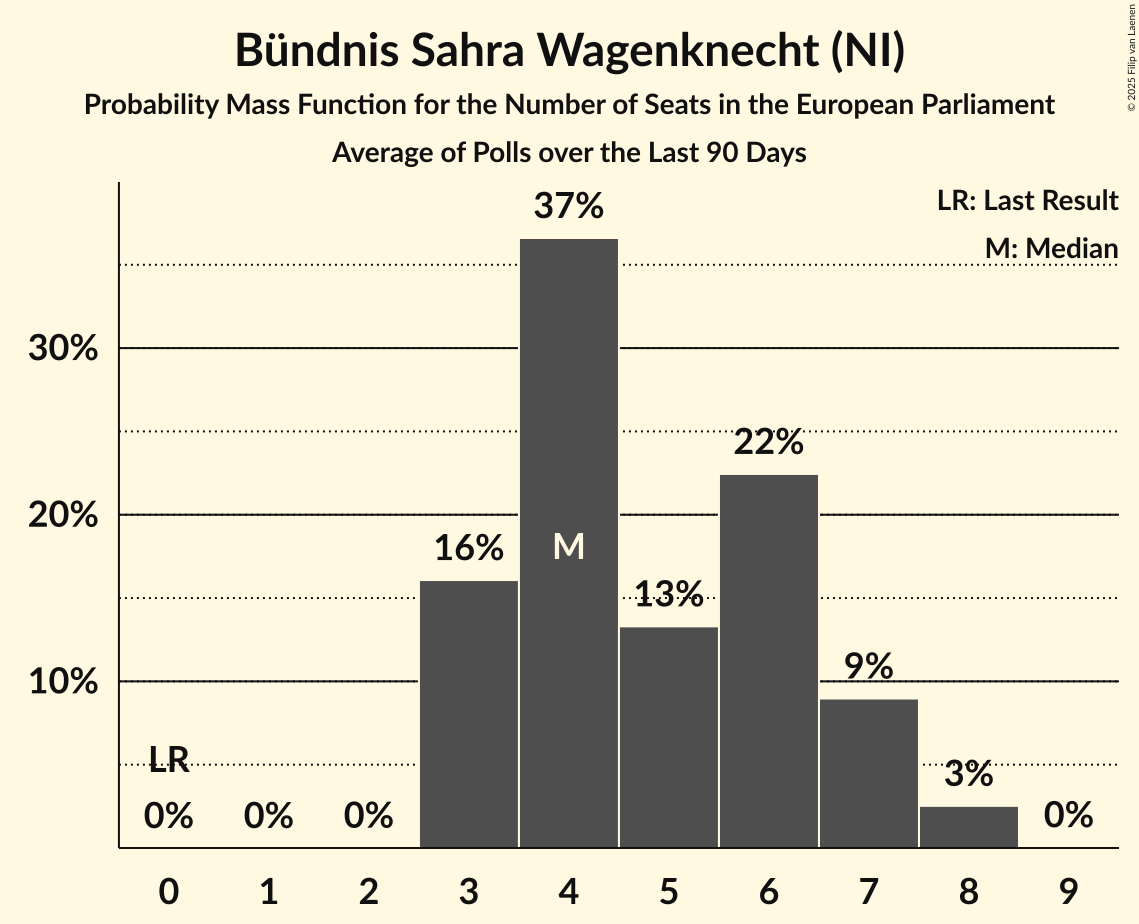 Bündnis Sahra Wagenknecht (NI)
Probability Mass Function for the Number of Seats in the European Parliament
Average of Polls over the Last 90 Days
© 2025 Filip van Laenen
LR: Last Result
M: Median
37%
30%
22%
20%
16%
M
13%
10%
9%
LR
3%
0%
0%
0%
0%
0 1 2 3 4 5 6 7 8 9